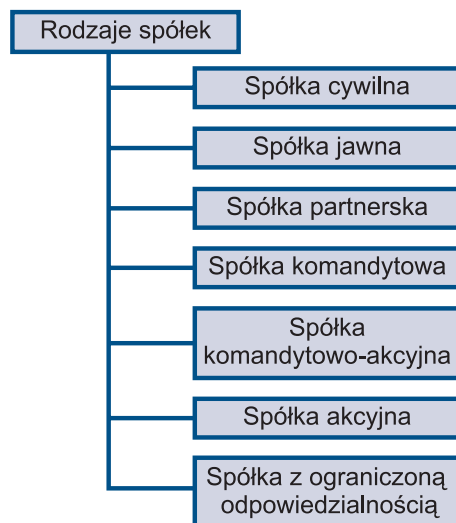 Rodzaje spółek
Spółka cywilna
Spółka jawna
Spółka partnerska
Spółka komandytowa
Spółka
komandytowo-akcyjna
Spółka akcyjna
Spółka z ograniczoną
odpowiedzialnością